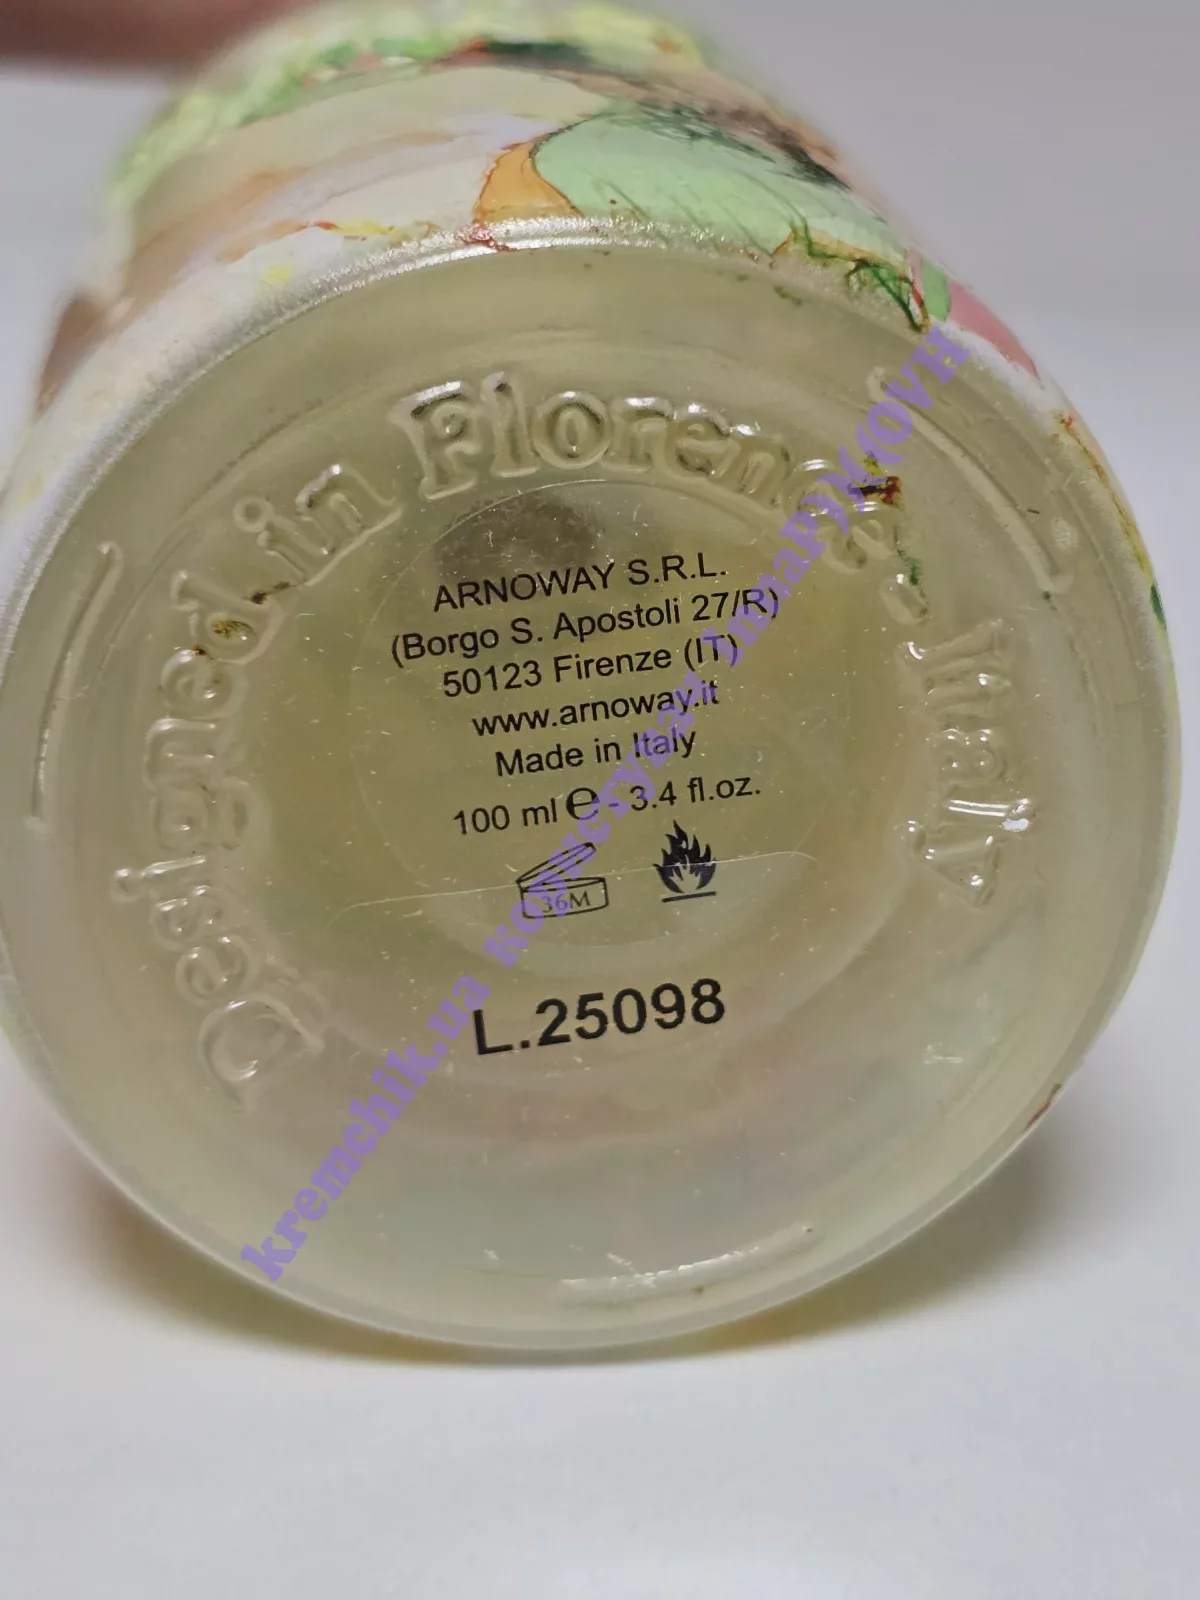 Designed in Florence - Italy
ARNOWAY S.R.L.
(Borgo S. Apostoli 27/R)
50123 Firenze (IT)
www.arnoway.it
Made in Italy
100 ml ℮ - 3.4 fl.oz.
36M
L.25098
kremchik.ua користувач